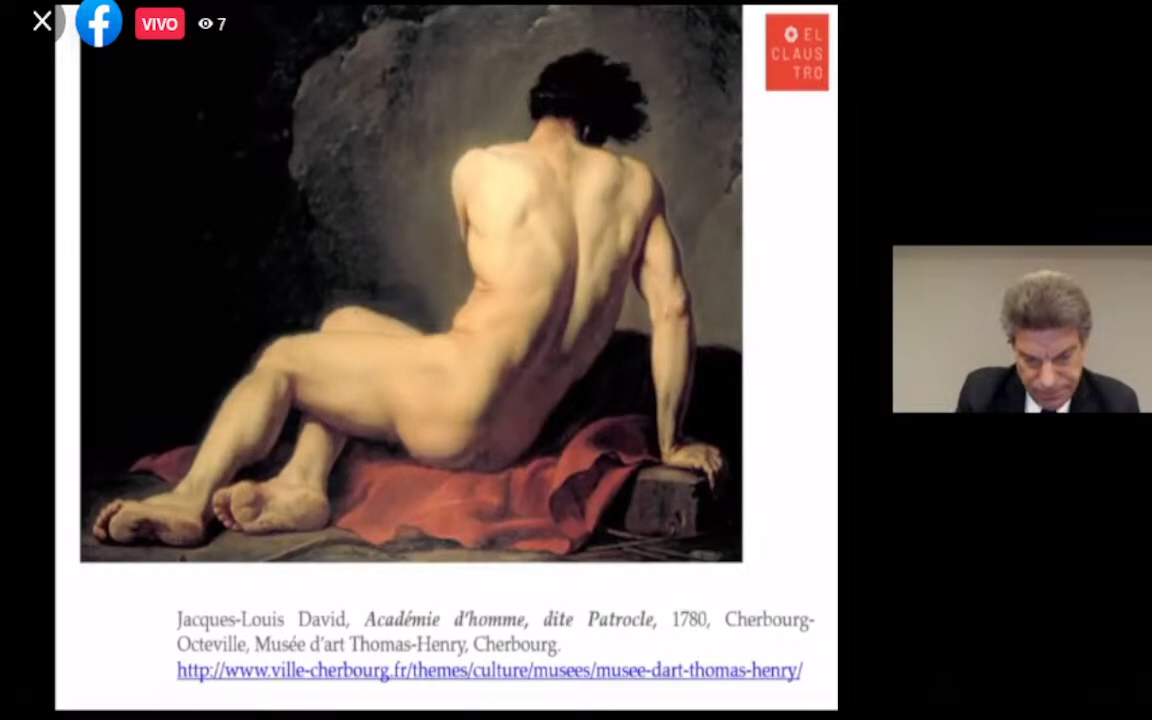 VIVO 7
EL
CLAUS
TRO
Jacques-Louis David, Académie d'homme, dite Patrocle, 1780, Cherbourg-
Octeville, Musée d'art Thomas-Henry, Cherbourg.
http://www.ville-cherbourg.fr/themes/culture/musees/musee-dart-thomas-henry/